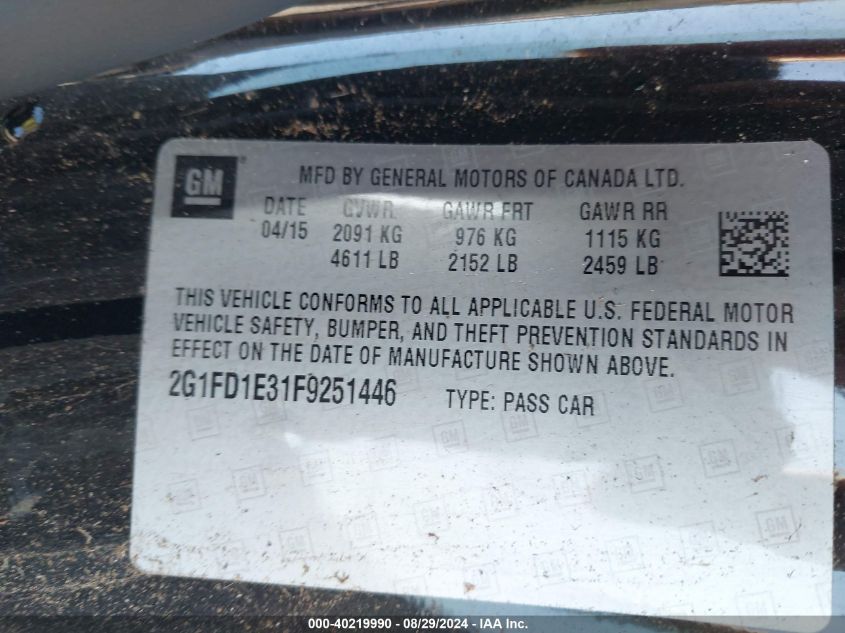 GM ® MFD BY GENERAL MOTORS OF CANADA LTD.
DATE GVWR GAWR FRT GAWR RR
04/15 2091 KG 976 KG 1115 KG
4611 LB 2152 LB 2459 LB
THIS VEHICLE CONFORMS TO ALL APPLICABLE U.S. FEDERAL MOTOR
VEHICLE SAFETY, BUMPER, AND THEFT PREVENTION STANDARDS IN
EFFECT ON THE DATE OF MANUFACTURE SHOWN ABOVE.
2G1FD1E31F9251446 TYPE: PASS CAR
000-40219990 - 08/29/2024 - IAA Inc.